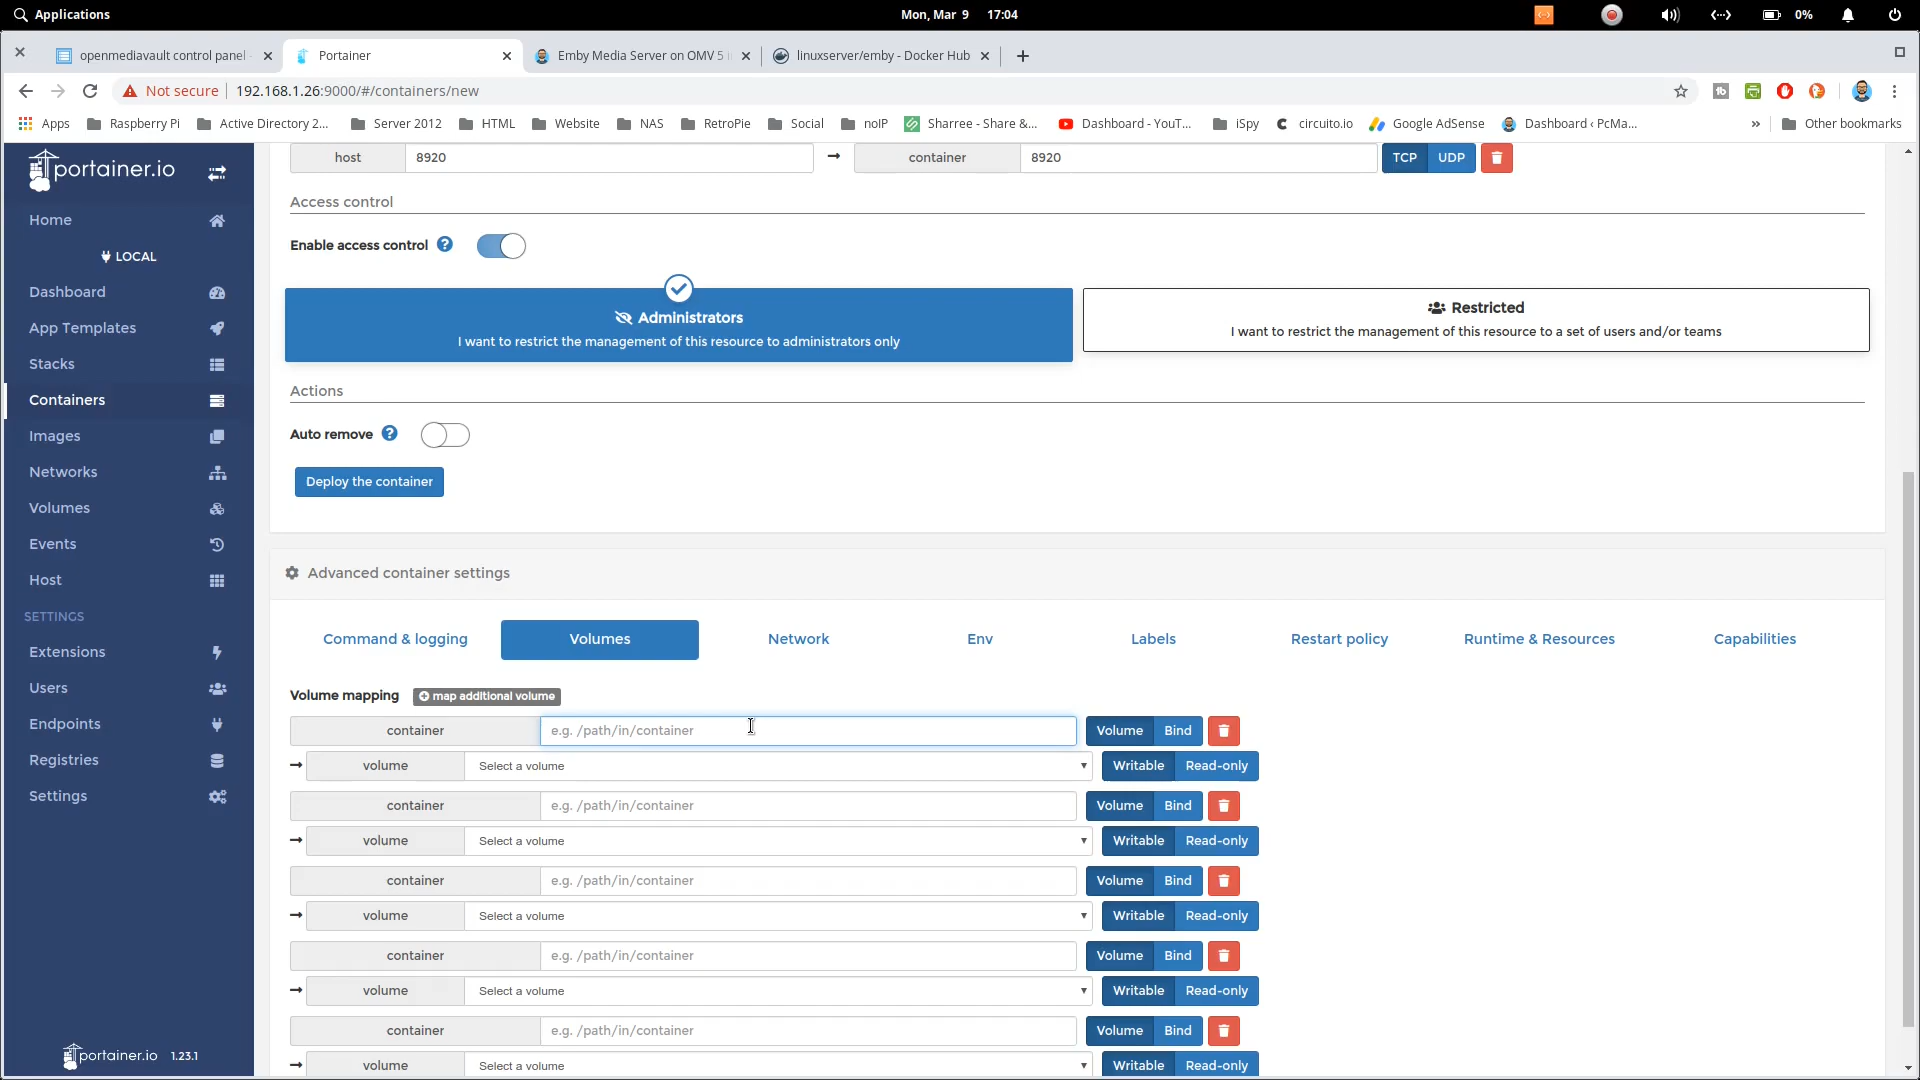 Applications
Mon, Mar 9 17:04
0%
openmediavault control panel
Portainer
Emby Media Server on OMV 5 i
linuxserver/emby - Docker Hub
Not secure
192.168.1.26:9000/#/containers/new
Apps
Raspberry Pi
Active Directory 2...
Server 2012
HTML
Website
NAS
RetroPie
Social
noIP
Sharree - Share &...
Dashboard - YouT...
iSpy
circuito.io
Google AdSense
Dashboard ‹ PcMa...
»
Other bookmarks
portainer.io
Home
LOCAL
Dashboard
App Templates
Stacks
Containers
Images
Networks
Volumes
Events
Host
SETTINGS
Extensions
Users
Endpoints
Registries
Settings
portainer.io 1.23.1
host 8920 container 8920 TCP UDP
Access control
Enable access control
Administrators
I want to restrict the management of this resource to administrators only
Restricted
I want to restrict the management of this resource to a set of users and/or teams
Actions
Auto remove
Deploy the container
Advanced container settings
Command & logging Volumes Network Env Labels Restart policy Runtime & Resources Capabilities
Volume mapping map additional volume
container e.g. /path/in/container Volume Bind
volume Select a volume Writable Read-only
container e.g. /path/in/container Volume Bind
volume Select a volume Writable Read-only
container e.g. /path/in/container Volume Bind
volume Select a volume Writable Read-only
container e.g. /path/in/container Volume Bind
volume Select a volume Writable Read-only
container e.g. /path/in/container Volume Bind
volume Select a volume Writable Read-only